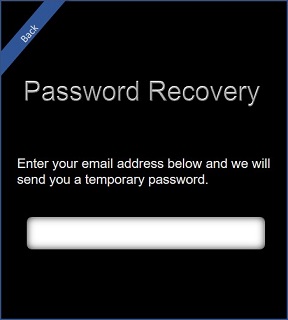 Back
Password Recovery
Enter your email address below and we will
send you a temporary password.